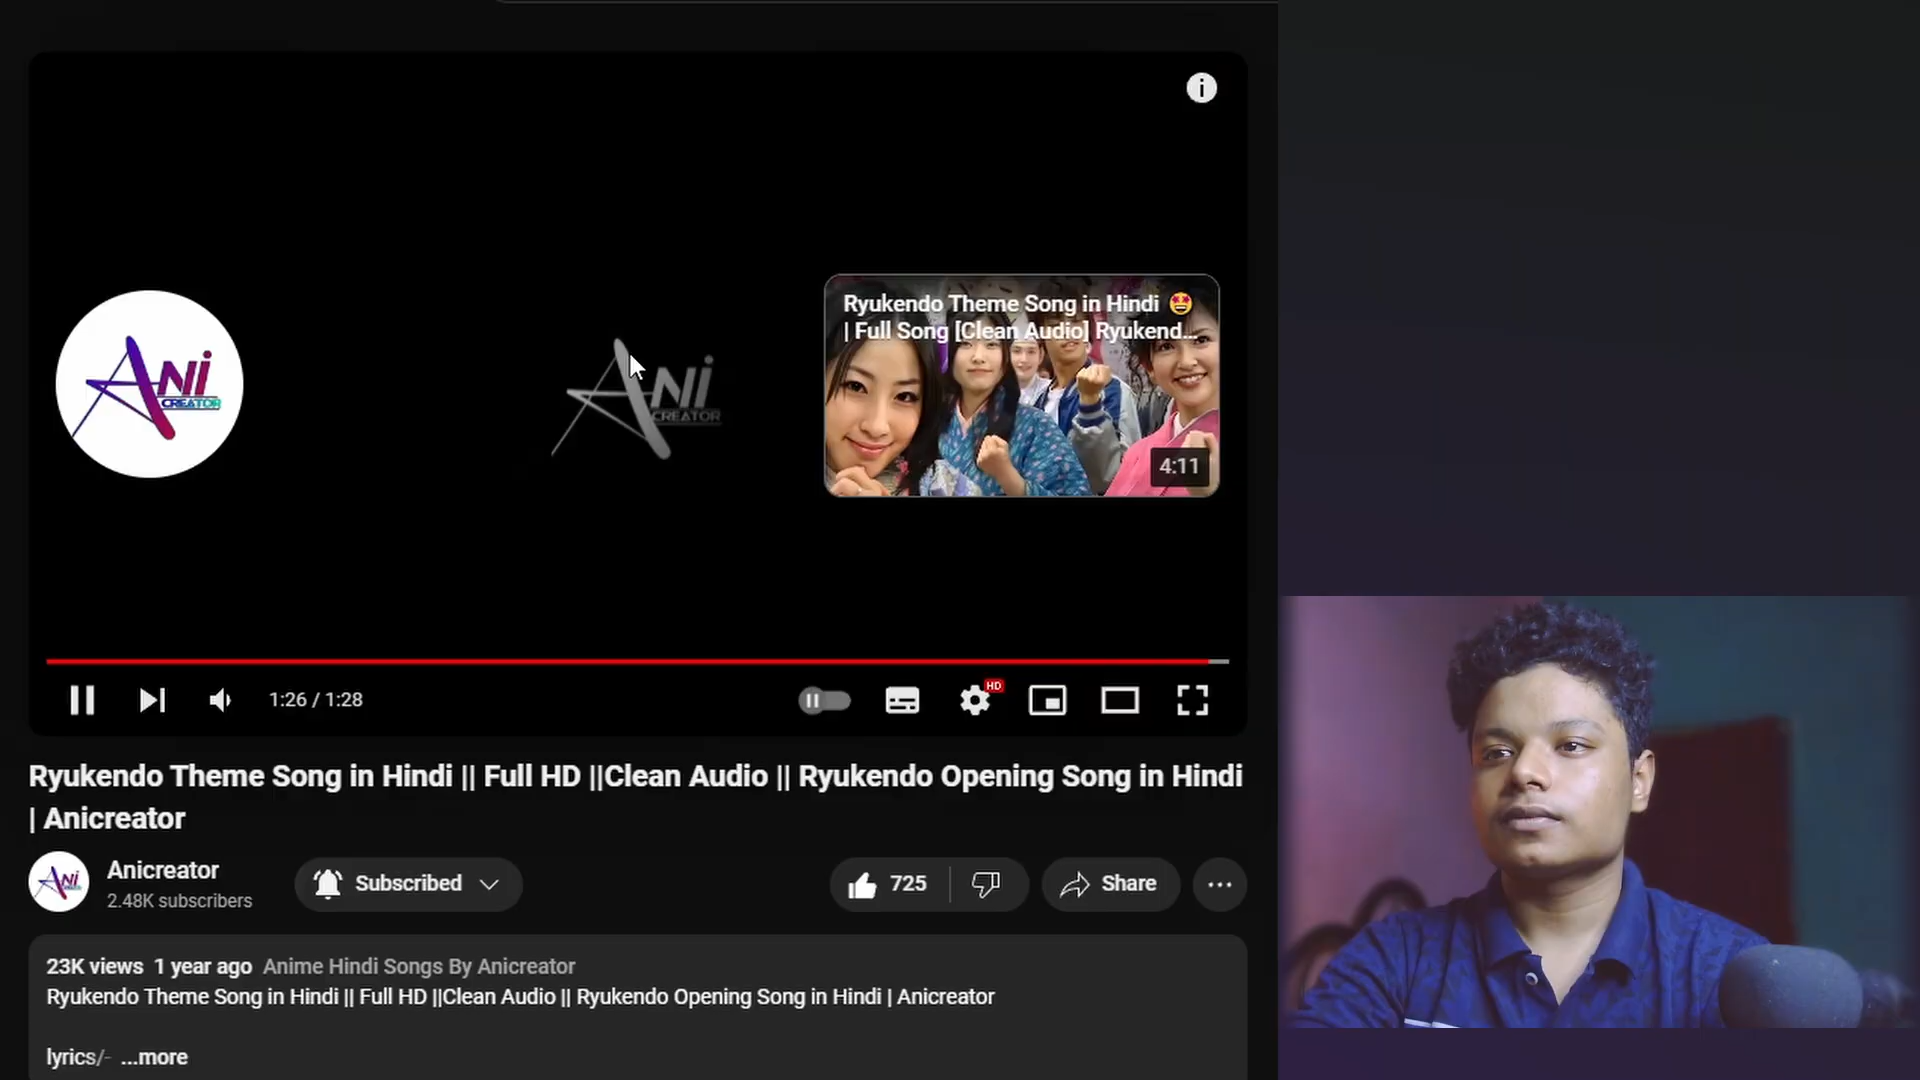 ANi
CREATOR
ANi
CREATOR
Ryukendo Theme Song in Hindi 🤩
| Full Song [Clean Audio] Ryukend...
4:11
1:26 / 1:28
HD
Ryukendo Theme Song in Hindi || Full HD ||Clean Audio || Ryukendo Opening Song in Hindi
| Anicreator
ANi
Anicreator
2.48K subscribers
Subscribed
725
Share
23K views 1 year ago Anime Hindi Songs By Anicreator
Ryukendo Theme Song in Hindi || Full HD ||Clean Audio || Ryukendo Opening Song in Hindi | Anicreator
lyrics/- ...more